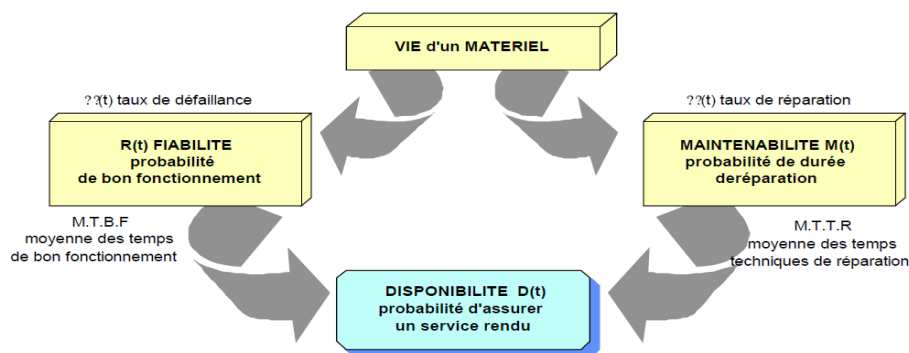 VIE d'un MATERIEL
??(t) taux de défaillance
??(t) taux de réparation
R(t) FIABILITE
probabilité
de bon fonctionnement
MAINTENABILITE M(t)
probabilité de durée
deréparation
M.T.B.F
moyenne des temps
de bon fonctionnement
M.T.T.R
moyenne des temps
techniques de réparation
DISPONIBILITE D(t)
probabilité d'assurer
un service rendu